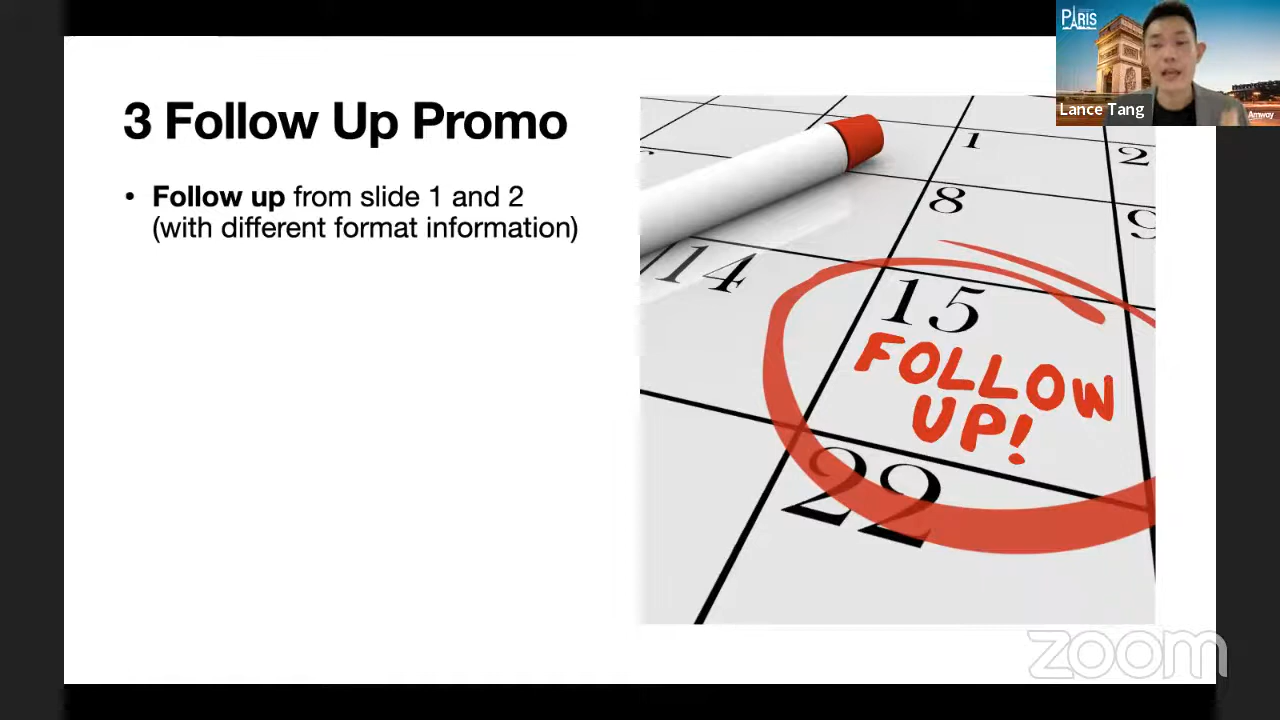 3 Follow Up Promo
• Follow up from slide 1 and 2
(with different format information)
1
2
8
9
14
15
FOLLOW
UP!
22
PARIS
Lance Tang
Amway
zoom